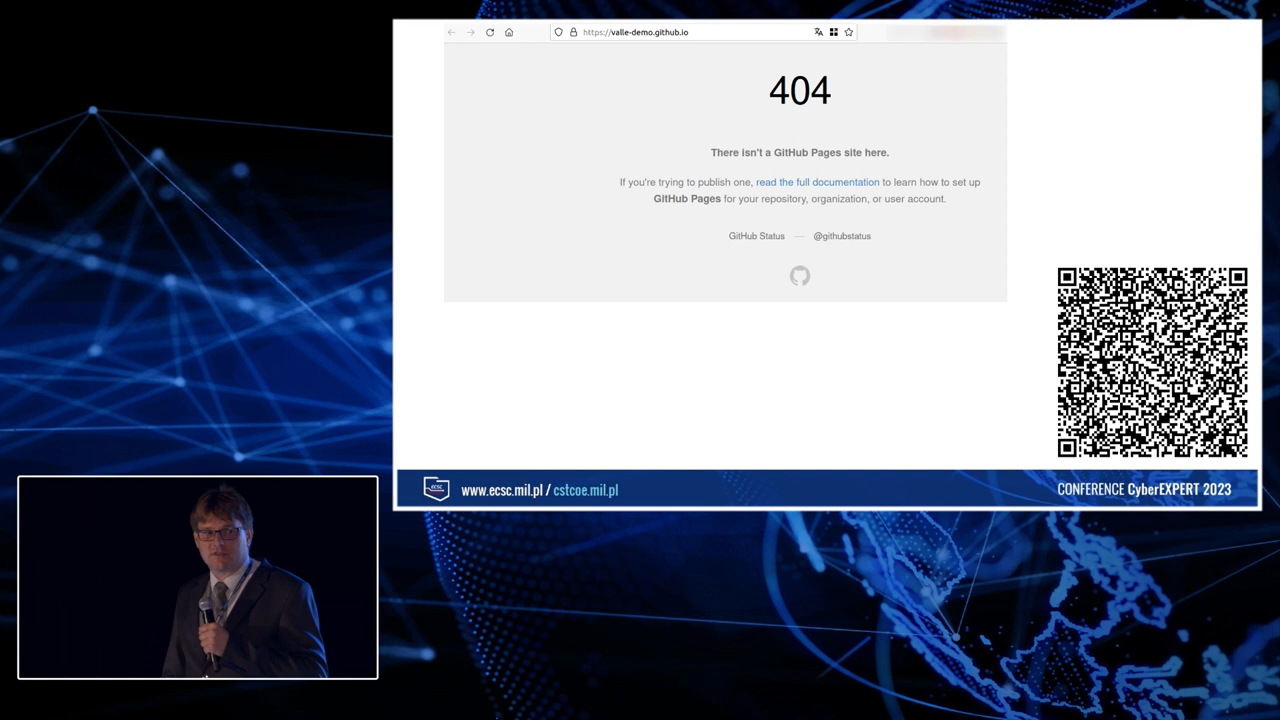 https://valle-demo.github.io
404
There isn't a GitHub Pages site here.
If you're trying to publish one, read the full documentation to learn how to set up
GitHub Pages for your repository, organization, or user account.
GitHub Status — @githubstatus
ecsc
www.ecsc.mil.pl / cstcoe.mil.pl
CONFERENCE CyberEXPERT 2023